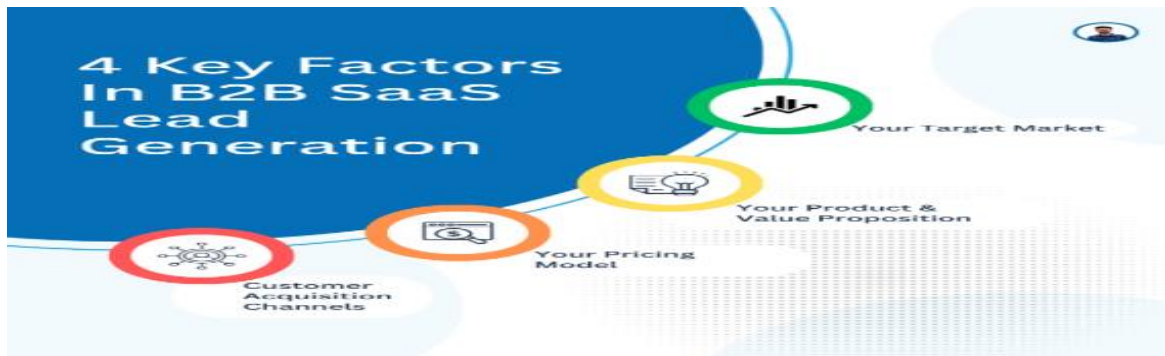 4 Key Factors
In B2B SaaS
Lead
Generation
Your Target Market
Your Product &
Value Proposition
Your Pricing
Model
Customer
Acquisition
Channels